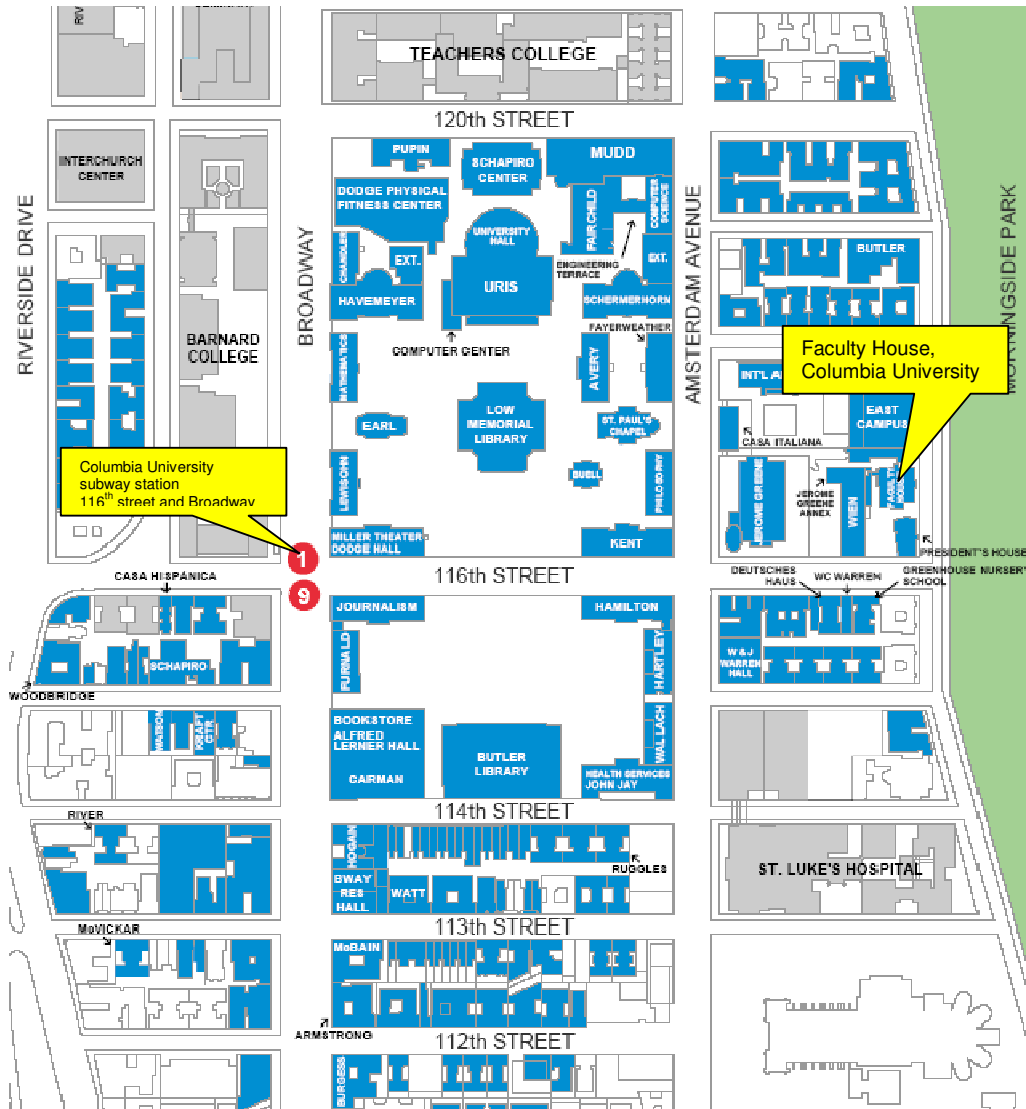 RIV
TEACHERS COLLEGE
120th STREET
INTERCHURCH
CENTER
PUPIN
SCHAPIRO
CENTER
MUDD
DODGE PHYSICAL
FITNESS CENTER
FAIRCHILD
COMPUTER
SCIENCE
UNIVERSITY
HALL
RIVERSIDE DRIVE
BROADWAY
AMSTERDAM AVENUE
MORNINGSIDE PARK
CHANDLER
EXT.
ENGINEERING
TERRACE
EXT.
BUTLER
URIS
HAVEMEYER
SCHERMERHORN
BARNARD
COLLEGE
COMPUTER CENTER
FAYERWEATHER
MATHEMATICS
AVERY
Faculty House,
Columbia University
INT'L A
EAST
CAMPUS
EARL
LOW
MEMORIAL
LIBRARY
ST. PAUL'S
CHAPEL
CASA ITALIANA
Columbia University
subway station
116th street and Broadway
LEWISOHN
BUELL
PHILOSOPHY
JEROME GREENE
JEROME
GREENE
ANNEX
WIEN
FACULTY
HOUSE
MILLER THEATER
DODGE HALL
KENT
PRESIDENT'S HOUSE
1
9
116th STREET
CASA HISPANICA
DEUTSCHES
HAUS
WC WARREN
GREENHOUSE NURSERY
SCHOOL
JOURNALISM
HAMILTON
FURNALD
HARTLEY
W & J
WARREN
HALL
SCHAPIRO
WOODBRIDGE
WATSON
KRAFT
CTR
BOOKSTORE
ALFRED
LERNER HALL
CARMAN
BUTLER
LIBRARY
WALLACH
HEALTH SERVICES
JOHN JAY
114th STREET
RIVER
HOGAN
BWAY
RES
HALL
WATT
RUGGLES
ST. LUKE'S HOSPITAL
113th STREET
McVICKAR
McBAIN
ARMSTRONG
112th STREET
BURGESS